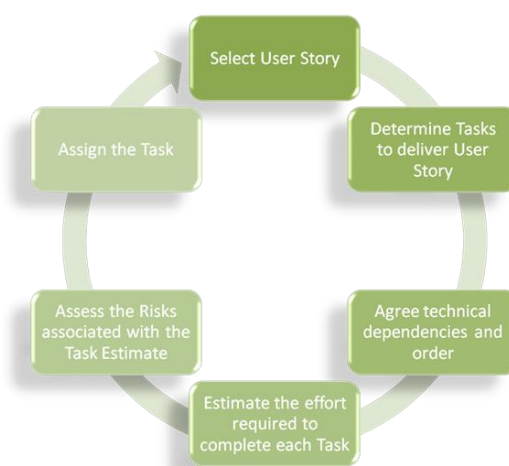 Select User Story
Determine Tasks
to deliver User
Story
Agree technical
dependencies and
order
Estimate the effort
required to
complete each Task
Assess the Risks
associated with the
Task Estimate
Assign the Task